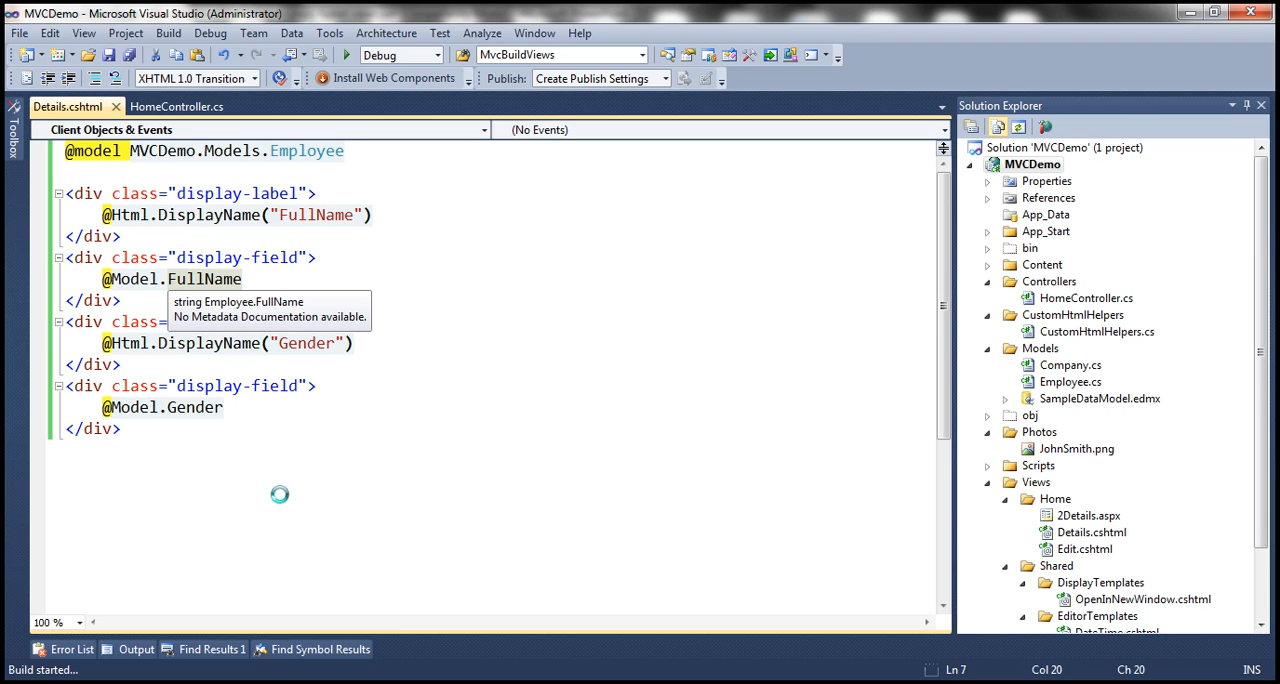 MVCDemo - Microsoft Visual Studio (Administrator)
File Edit View Project Build Debug Team Data Tools Architecture Test Analyze Window Help
Debug MvcBuildViews
XHTML 1.0 Transition Install Web Components Publish: Create Publish Settings
Toolbox
Details.cshtml HomeController.cs
Client Objects & Events (No Events)
@model MVCDemo.Models.Employee
<div class="display-label">
@Html.DisplayName("FullName")
</div>
<div class="display-field">
@Model.FullName
</div>
string Employee.FullName
No Metadata Documentation available.
<div class=
@Html.DisplayName("Gender")
</div>
<div class="display-field">
@Model.Gender
</div>
100 %
Solution Explorer
Solution 'MVCDemo' (1 project)
MVCDemo
Properties
References
App_Data
App_Start
bin
Content
Controllers
HomeController.cs
CustomHtmlHelpers
CustomHtmlHelpers.cs
Models
Company.cs
Employee.cs
SampleDataModel.edmx
obj
Photos
JohnSmith.png
Scripts
Views
Home
2Details.aspx
Details.cshtml
Edit.cshtml
Shared
DisplayTemplates
OpenInNewWindow.cshtml
EditorTemplates
DateTime.cshtml
Error List Output Find Results 1 Find Symbol Results
Build started... Ln 7 Col 20 Ch 20 INS